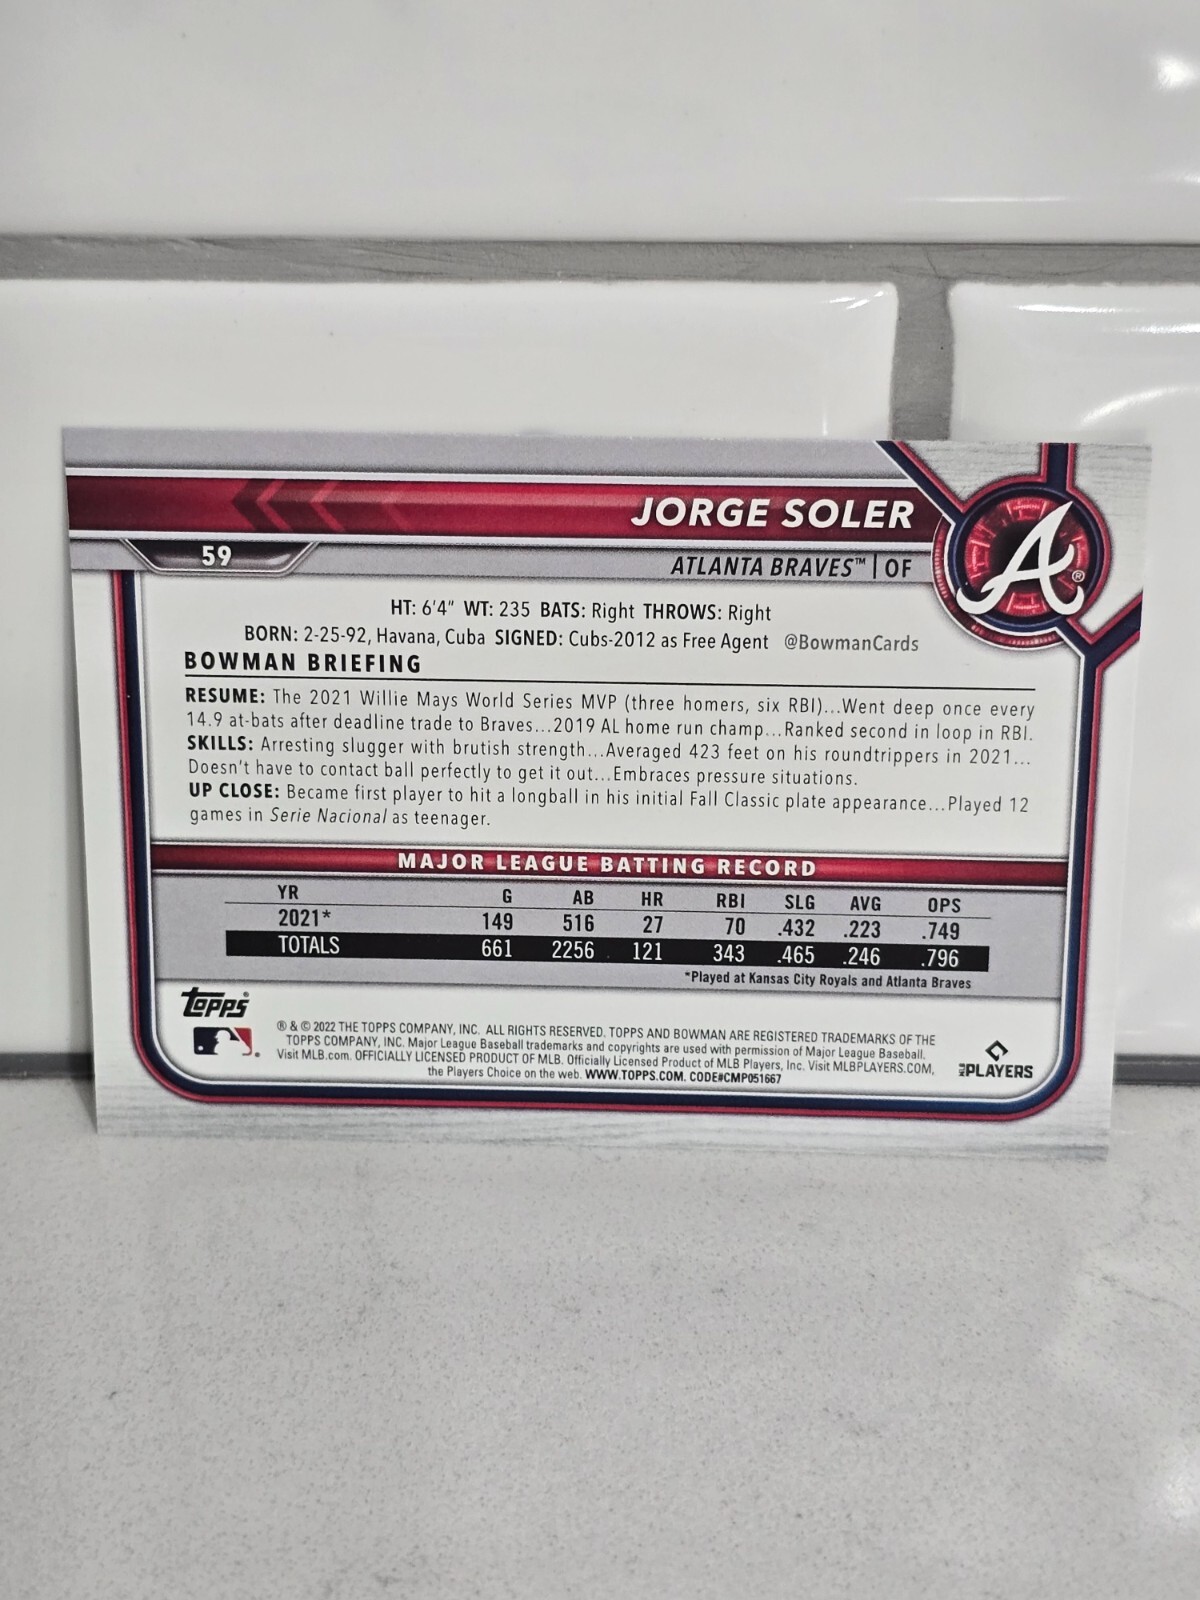 JORGE SOLER
59
ATLANTA BRAVES™ | OF
A®
HT: 6'4" WT: 235 BATS: Right THROWS: Right
BORN: 2-25-92, Havana, Cuba SIGNED: Cubs-2012 as Free Agent @BowmanCards
BOWMAN BRIEFING
RESUME: The 2021 Willie Mays World Series MVP (three homers, six RBI)...Went deep once every
14.9 at-bats after deadline trade to Braves...2019 AL home run champ...Ranked second in loop in RBI.
SKILLS: Arresting slugger with brutish strength...Averaged 423 feet on his roundtrippers in 2021...
Doesn't have to contact ball perfectly to get it out...Embraces pressure situations.
UP CLOSE: Became first player to hit a longball in his initial Fall Classic plate appearance...Played 12
games in Serie Nacional as teenager.
MAJOR LEAGUE BATTING RECORD
YR G AB HR RBI SLG AVG OPS
2021* 149 516 27 70 .432 .223 .749
TOTALS 661 2256 121 343 .465 .246 .796
*Played at Kansas City Royals and Atlanta Braves
Topps®
® & © 2022 THE TOPPS COMPANY, INC. ALL RIGHTS RESERVED. TOPPS AND BOWMAN ARE REGISTERED TRADEMARKS OF THE
TOPPS COMPANY, INC. Major League Baseball trademarks and copyrights are used with permission of Major League Baseball.
Visit MLB.com. OFFICIALLY LICENSED PRODUCT OF MLB. Officially Licensed Product of MLB Players, Inc. Visit MLBPLAYERS.COM,
the Players Choice on the web. WWW.TOPPS.COM. CODE#CMP051667
MLB PLAYERS